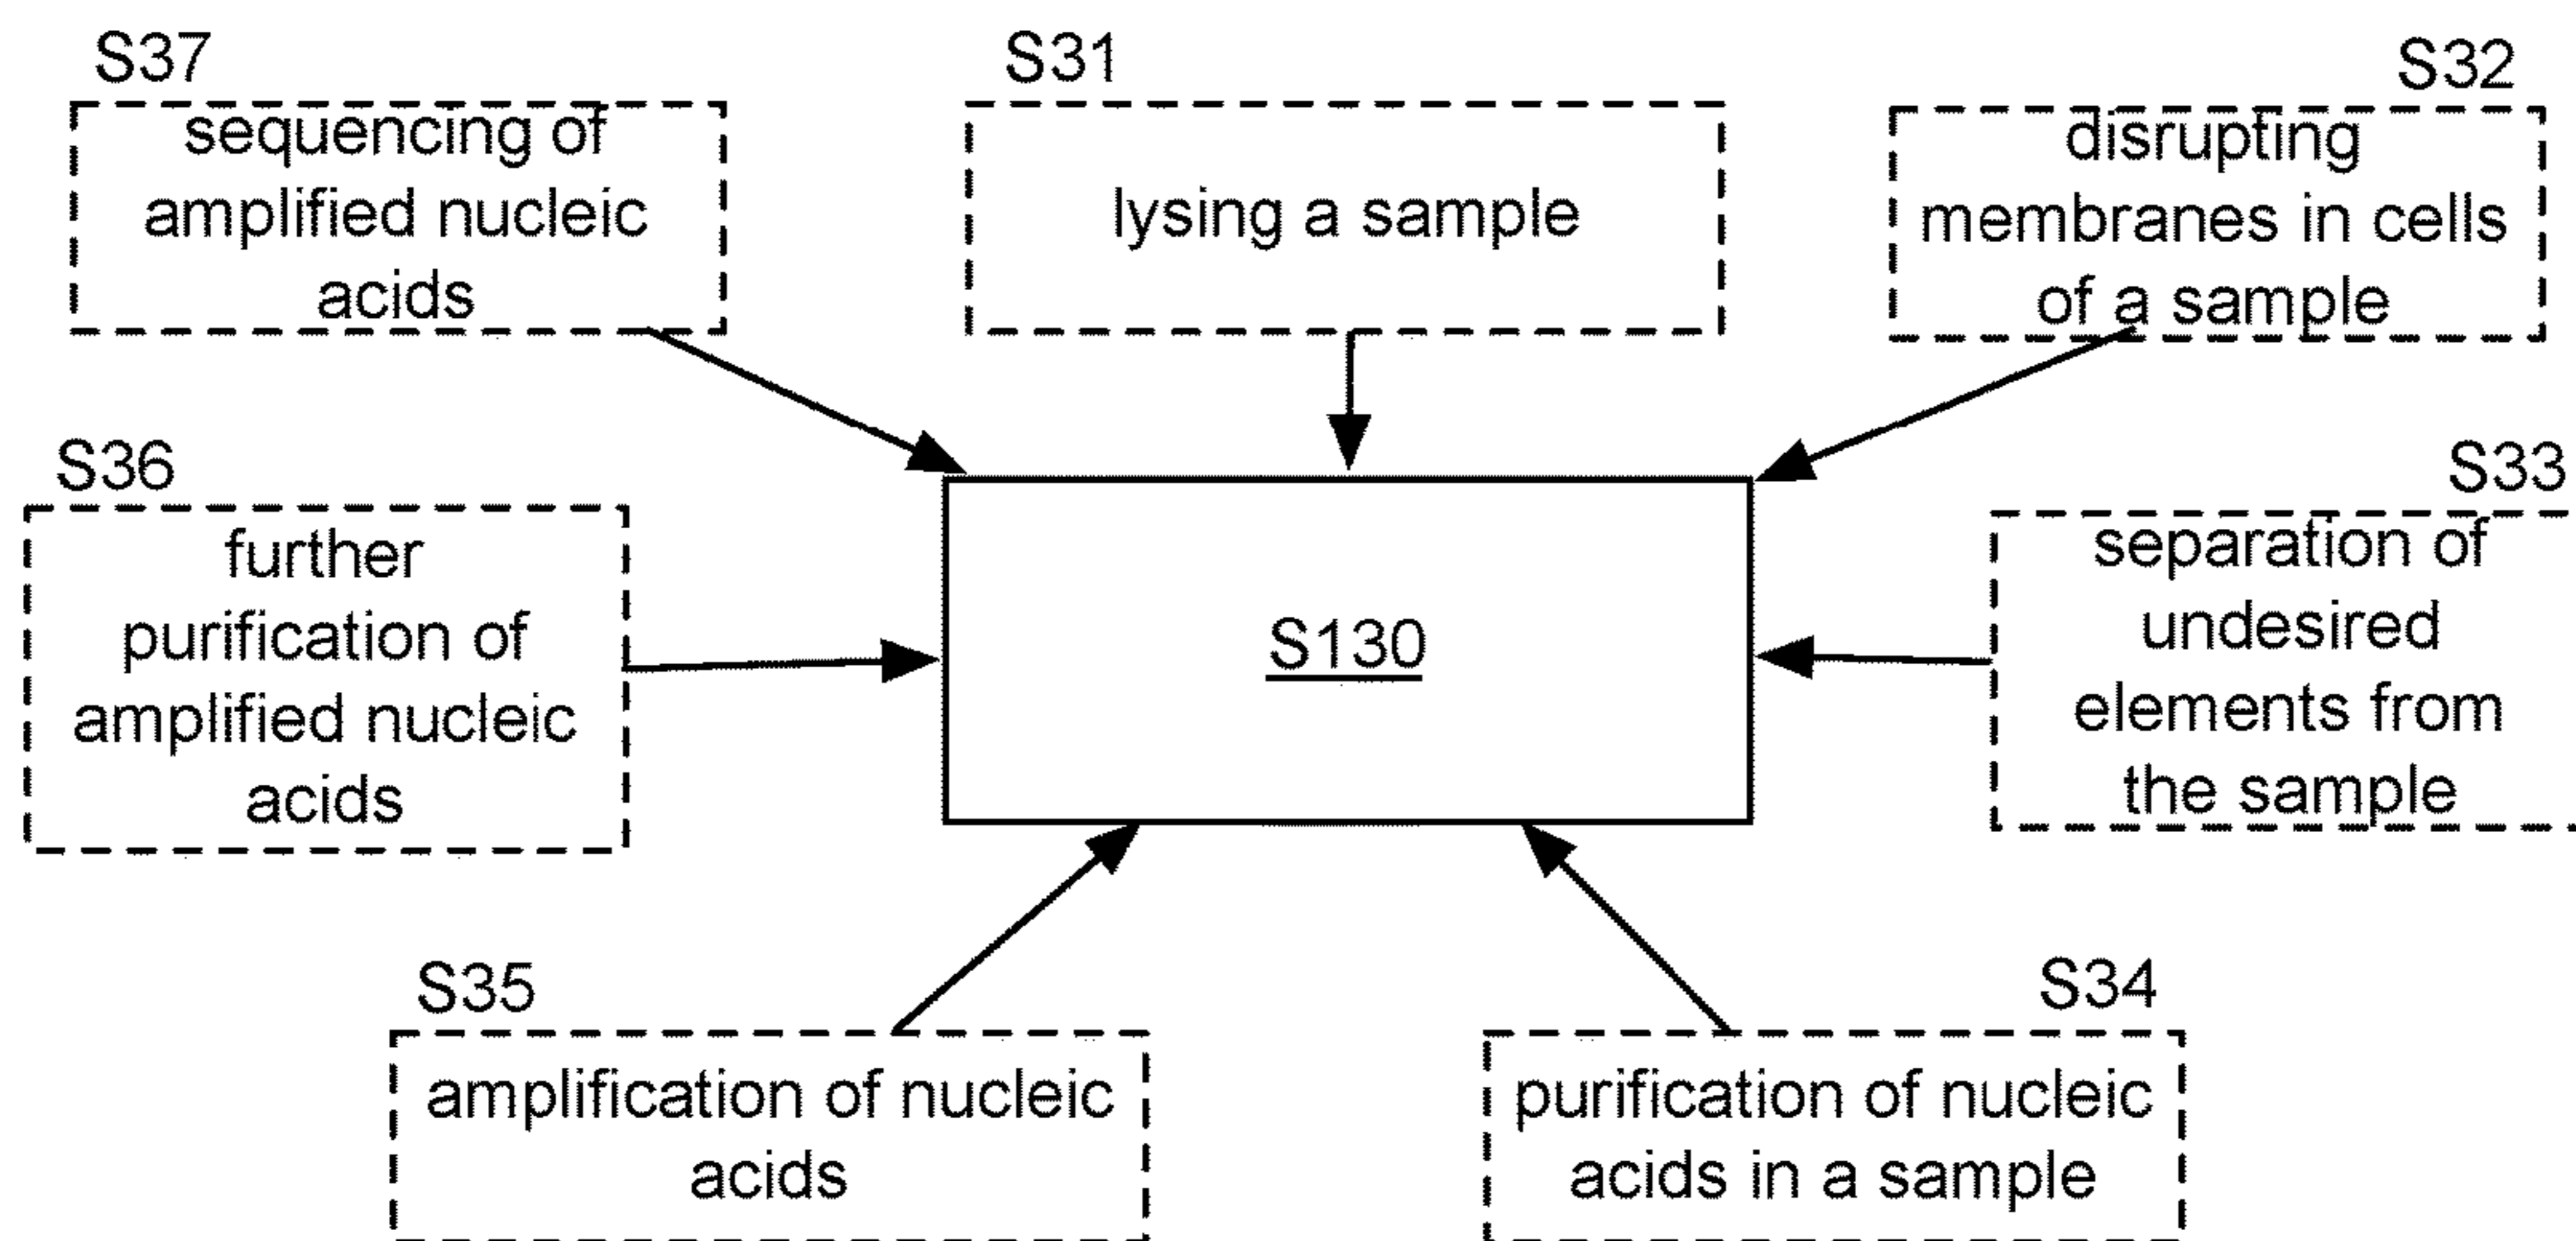 S37
sequencing of
amplified nucleic
acids
S31
lysing a sample
S32
disrupting
membranes in cells
of a sample
S36
further
purification of
amplified nucleic
acids
S130
S33
separation of
undesired
elements from
the sample
S35
amplification of nucleic
acids
S34
purification of nucleic
acids in a sample